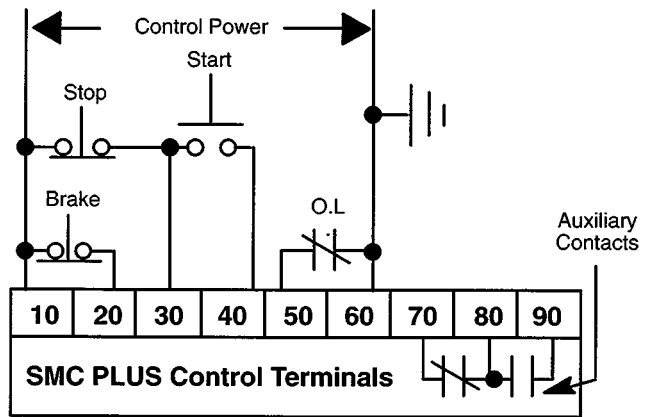 Control Power
Start
Stop
Brake
O.L
Auxiliary
Contacts
10 20 30 40 50 60 70 80 90
SMC PLUS Control Terminals